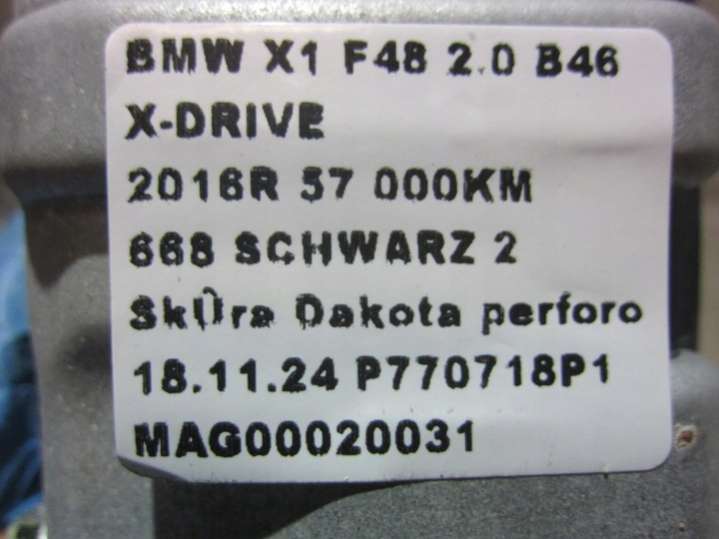 BMW X1 F48 2.0 B46
X-DRIVE
2016R 57 000KM
668 SCHWARZ 2
SkÛra Dakota perforo
18.11.24 P770718P1
MAG00020031